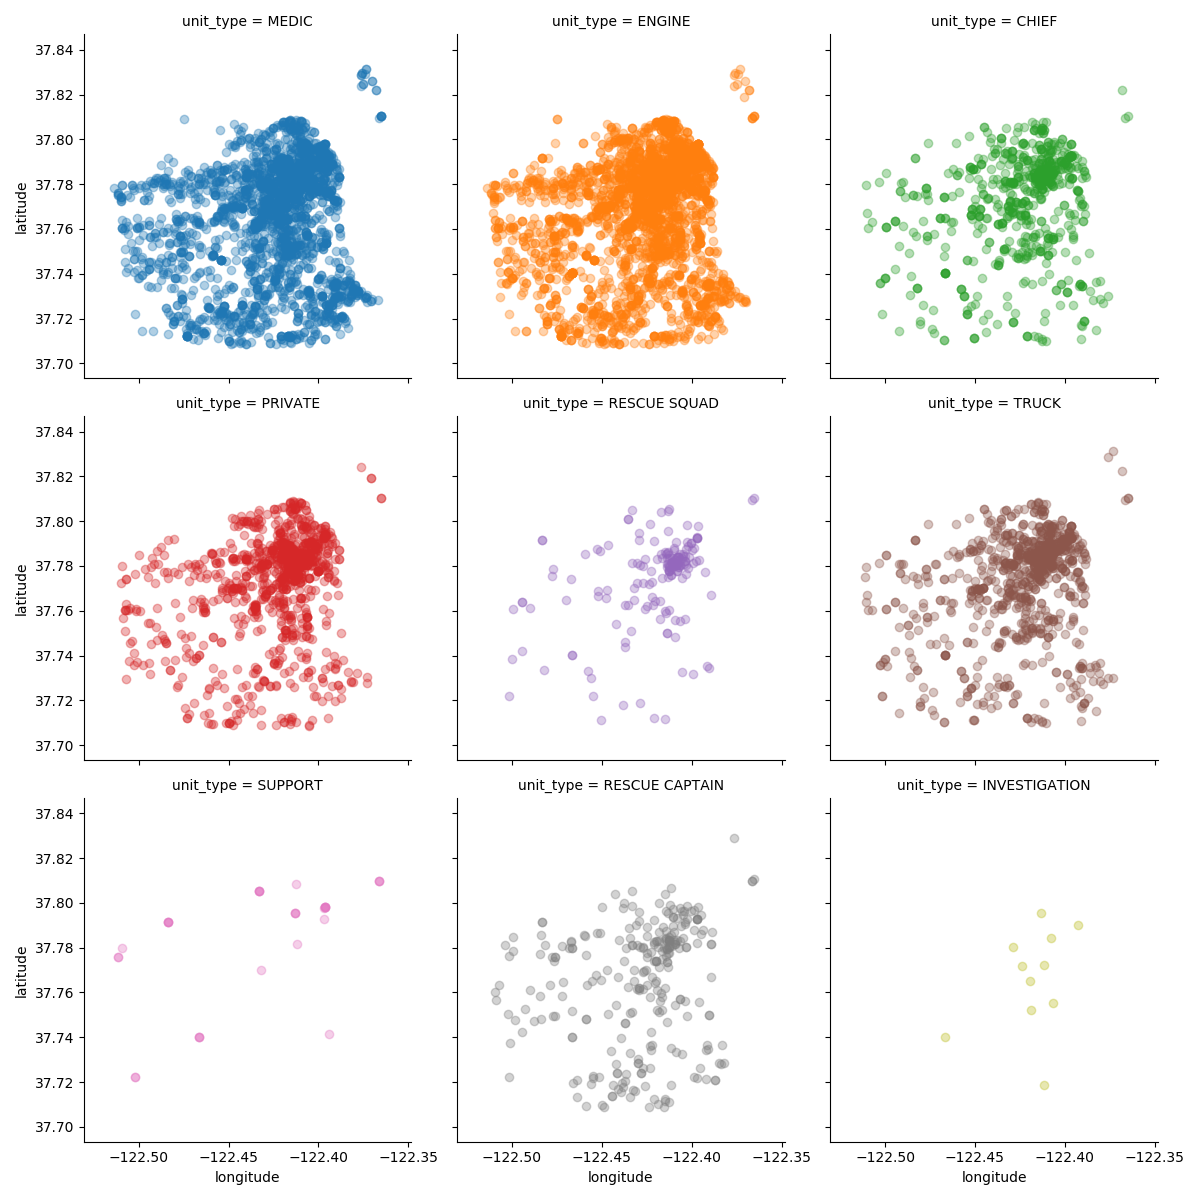 unit_type = MEDIC
unit_type = ENGINE
unit_type = CHIEF
37.84
37.82
37.80
37.78
37.76
37.74
37.72
37.70
latitude
unit_type = PRIVATE
unit_type = RESCUE SQUAD
unit_type = TRUCK
37.84
37.82
37.80
37.78
37.76
37.74
37.72
37.70
latitude
unit_type = SUPPORT
unit_type = RESCUE CAPTAIN
unit_type = INVESTIGATION
37.84
37.82
37.80
37.78
37.76
37.74
37.72
37.70
latitude
−122.50 −122.45 −122.40 −122.35
longitude
−122.50 −122.45 −122.40 −122.35
longitude
−122.50 −122.45 −122.40 −122.35
longitude